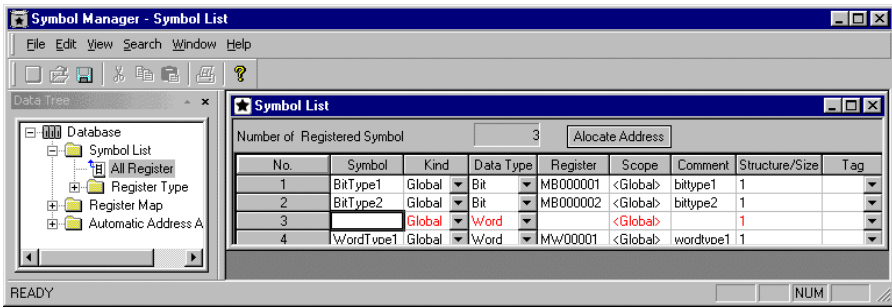 Symbol Manager - Symbol List
File Edit View Search Window Help
Data Tree
Database
Symbol List
All Register
Register Type
Register Map
Automatic Address A
Symbol List
Number of Registered Symbol 3 Alocate Address
No. Symbol Kind Data Type Register Scope Comment Structure/Size Tag
1 BitType1 Global Bit MB000001 <Global> bittype1 1
2 BitType2 Global Bit MB000002 <Global> bittype2 1
3 Global Word <Global> 1
4 WordType1 Global Word MW00001 <Global> wordtype1 1
READY NUM